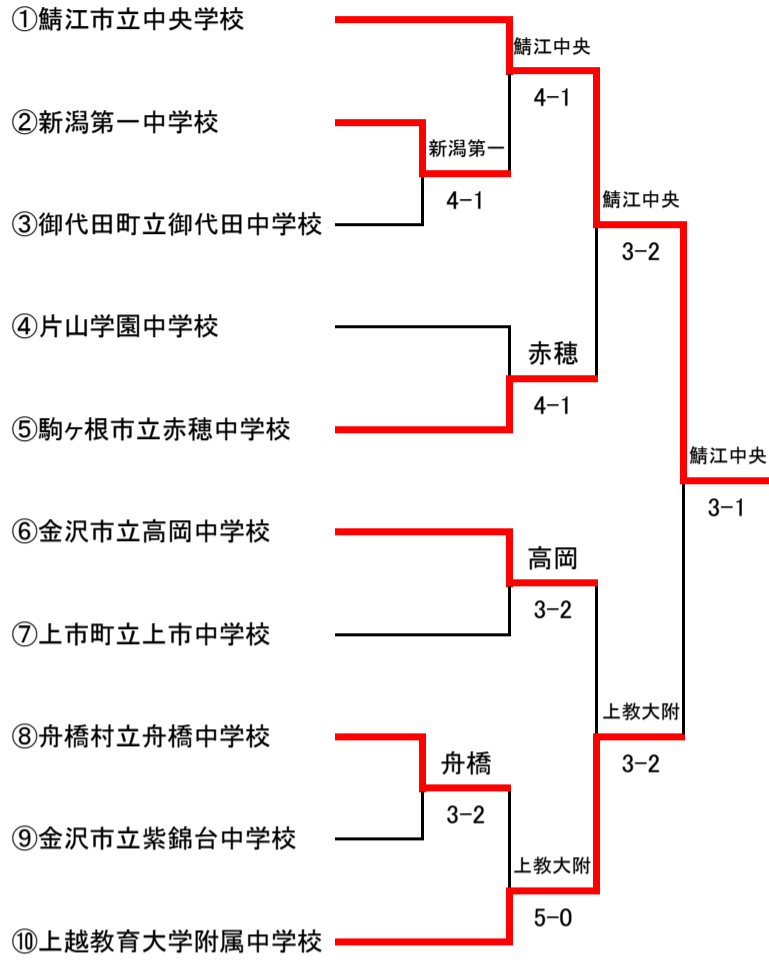 ①鯖江市立中央学校
鯖江中央
4-1
②新潟第一中学校
新潟第一
4-1
鯖江中央
3-2
③御代田町立御代田中学校
④片山学園中学校
赤穂
4-1
⑤駒ヶ根市立赤穂中学校
鯖江中央
3-1
⑥金沢市立高岡中学校
高岡
3-2
⑦上市町立上市中学校
上教大附
3-2
⑧舟橋村立舟橋中学校
舟橋
3-2
⑨金沢市立紫錦台中学校
上教大附
5-0
⑩上越教育大学附属中学校